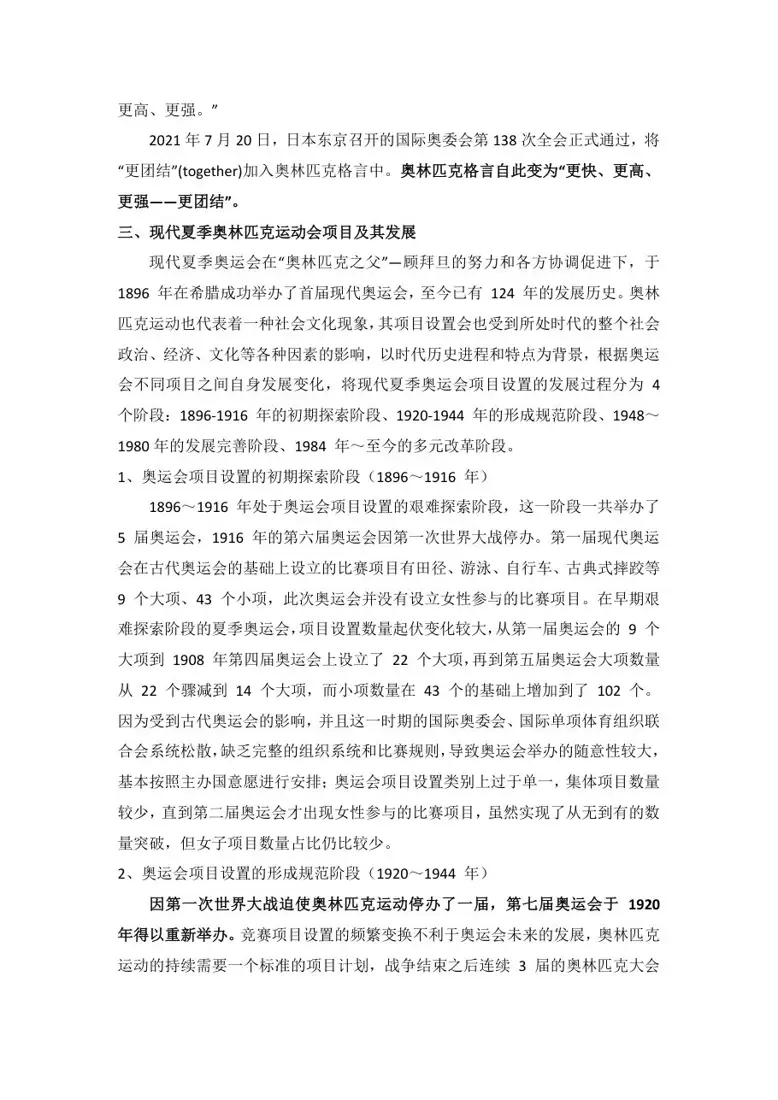 更高、更强。”
2021 年 7 月 20 日，日本东京召开的国际奥委会第 138 次全会正式通过，将
“更团结”(together)加入奥林匹克格言中。奥林匹克格言自此变为“更快、更高、
更强——更团结”。
三、现代夏季奥林匹克运动会项目及其发展
现代夏季奥运会在“奥林匹克之父”—顾拜旦的努力和各方协调促进下，于
1896 年在希腊成功举办了首届现代奥运会，至今已有 124 年的发展历史。奥林
匹克运动也代表着一种社会文化现象，其项目设置会也受到所处时代的整个社会
政治、经济、文化等各种因素的影响，以时代历史进程和特点为背景，根据奥运
会不同项目之间自身发展变化，将现代夏季奥运会项目设置的发展过程分为 4
个阶段：1896-1916 年的初期探索阶段、1920-1944 年的形成规范阶段、1948～
1980 年的发展完善阶段、1984 年～至今的多元改革阶段。
1、奥运会项目设置的初期探索阶段（1896～1916 年）
1896～1916 年处于奥运会项目设置的艰难探索阶段，这一阶段一共举办了
5 届奥运会，1916 年的第六届奥运会因第一次世界大战停办。第一届现代奥运
会在古代奥运会的基础上设立的比赛项目有田径、游泳、自行车、古典式摔跤等
9 个大项、43 个小项，此次奥运会并没有设立女性参与的比赛项目。在早期艰
难探索阶段的夏季奥运会，项目设置数量起伏变化较大，从第一届奥运会的 9 个
大项到 1908 年第四届奥运会上设立了 22 个大项，再到第五届奥运会大项数量
从 22 个骤减到 14 个大项，而小项数量在 43 个的基础上增加到了 102 个。
因为受到古代奥运会的影响，并且这一时期的国际奥委会、国际单项体育组织联
合会系统松散，缺乏完整的组织系统和比赛规则，导致奥运会举办的随意性较大，
基本按照主办国意愿进行安排；奥运会项目设置类别上过于单一，集体项目数量
较少，直到第二届奥运会才出现女性参与的比赛项目，虽然实现了从无到有的数
量突破，但女子项目数量占比仍比较少。
2、奥运会项目设置的形成规范阶段（1920～1944 年）
因第一次世界大战迫使奥林匹克运动停办了一届，第七届奥运会于 1920
年得以重新举办。竞赛项目设置的频繁变换不利于奥运会未来的发展，奥林匹克
运动的持续需要一个标准的项目计划，战争结束之后连续 3 届的奥林匹克大会